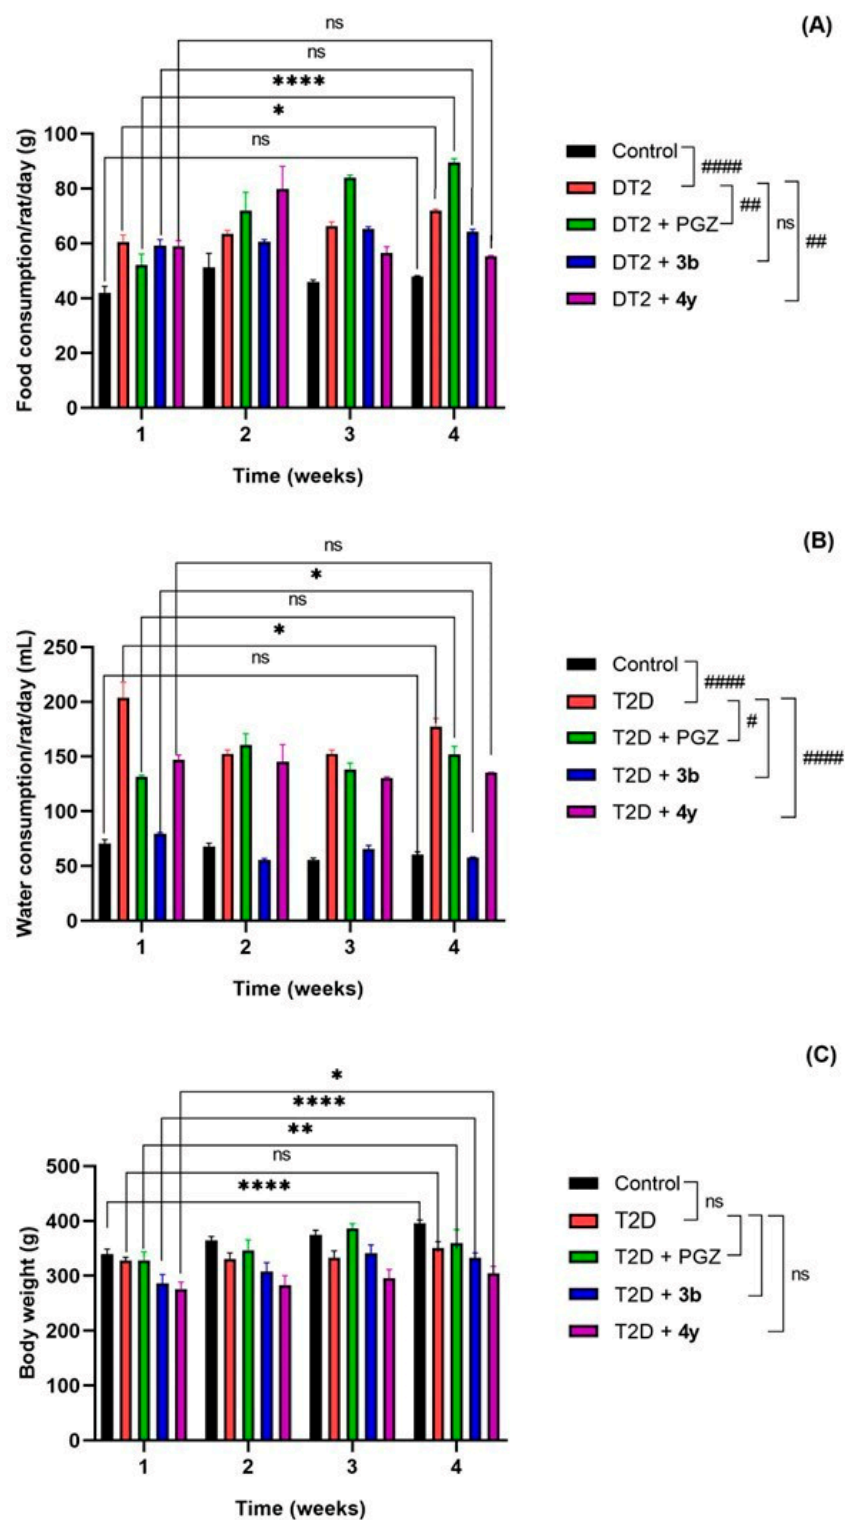 (A)
ns
ns
****
*
ns
Food consumption/rat/day (g)
100
80
60
40
20
0
1 2 3 4
Time (weeks)
Control
DT2
DT2 + PGZ
DT2 + 3b
DT2 + 4y
####
##
ns
##
(B)
ns
*
ns
*
ns
Water consumption/rat/day (mL)
250
200
150
100
50
0
1 2 3 4
Time (weeks)
Control
T2D
T2D + PGZ
T2D + 3b
T2D + 4y
####
#
####
(C)
*
****
**
ns
****
Body weight (g)
500
400
300
200
100
0
1 2 3 4
Time (weeks)
Control
T2D
T2D + PGZ
T2D + 3b
T2D + 4y
ns
ns